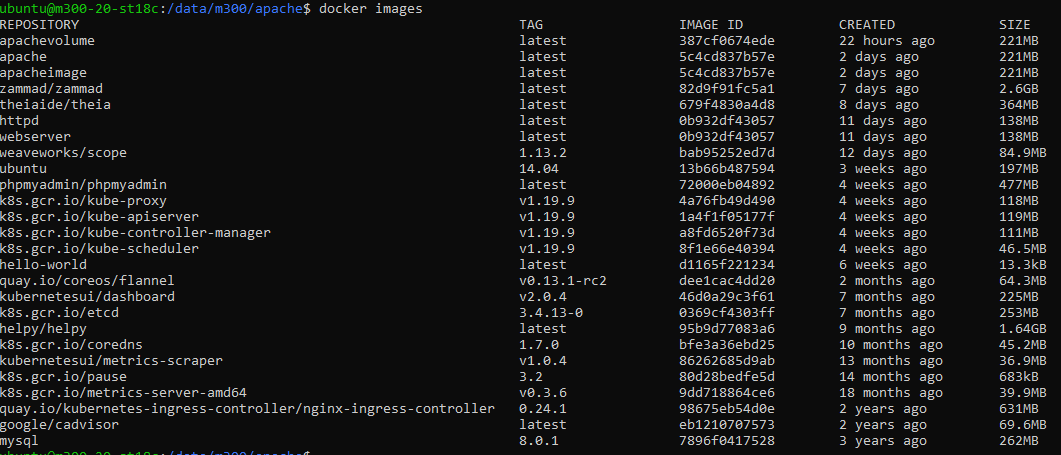 ubuntu@m300-20-st18c:/data/m300/apache$ docker images
REPOSITORY TAG IMAGE ID CREATED SIZE
apachevolume latest 387cf0674ede 22 hours ago 221MB
apache latest 5c4cd837b57e 2 days ago 221MB
apacheimage latest 5c4cd837b57e 2 days ago 221MB
zammad/zammad latest 82d9f91fc5a1 7 days ago 2.6GB
theiaide/theia latest 679f4830a4d8 8 days ago 364MB
httpd latest 0b932df43057 11 days ago 138MB
webserver latest 0b932df43057 11 days ago 138MB
weaveworks/scope 1.13.2 bab95252ed7d 12 days ago 84.9MB
ubuntu 14.04 13b66b487594 3 weeks ago 197MB
phpmyadmin/phpmyadmin latest 72000eb04892 4 weeks ago 477MB
k8s.gcr.io/kube-proxy v1.19.9 4a76fb49d490 4 weeks ago 118MB
k8s.gcr.io/kube-apiserver v1.19.9 1a4f1f05177f 4 weeks ago 119MB
k8s.gcr.io/kube-controller-manager v1.19.9 a8fd6520f73d 4 weeks ago 111MB
k8s.gcr.io/kube-scheduler v1.19.9 8f1e66e40394 4 weeks ago 46.5MB
hello-world latest d1165f221234 6 weeks ago 13.3kB
quay.io/coreos/flannel v0.13.1-rc2 dee1cac4dd20 2 months ago 64.3MB
kubernetesui/dashboard v2.0.4 46d0a29c3f61 7 months ago 225MB
k8s.gcr.io/etcd 3.4.13-0 0369cf4303ff 7 months ago 253MB
helpy/helpy latest 95b9d77083a6 9 months ago 1.64GB
k8s.gcr.io/coredns 1.7.0 bfe3a36ebd25 10 months ago 45.2MB
kubernetesui/metrics-scraper v1.0.4 86262685d9ab 13 months ago 36.9MB
k8s.gcr.io/pause 3.2 80d28bedfe5d 14 months ago 683kB
k8s.gcr.io/metrics-server-amd64 v0.3.6 9dd718864ce6 18 months ago 39.9MB
quay.io/kubernetes-ingress-controller/nginx-ingress-controller 0.24.1 98675eb54d0e 2 years ago 631MB
google/cadvisor latest eb1210707573 2 years ago 69.6MB
mysql 8.0.1 7896f0417528 3 years ago 262MB
ubuntu@m300-20-st18c:/data/m300/apache$